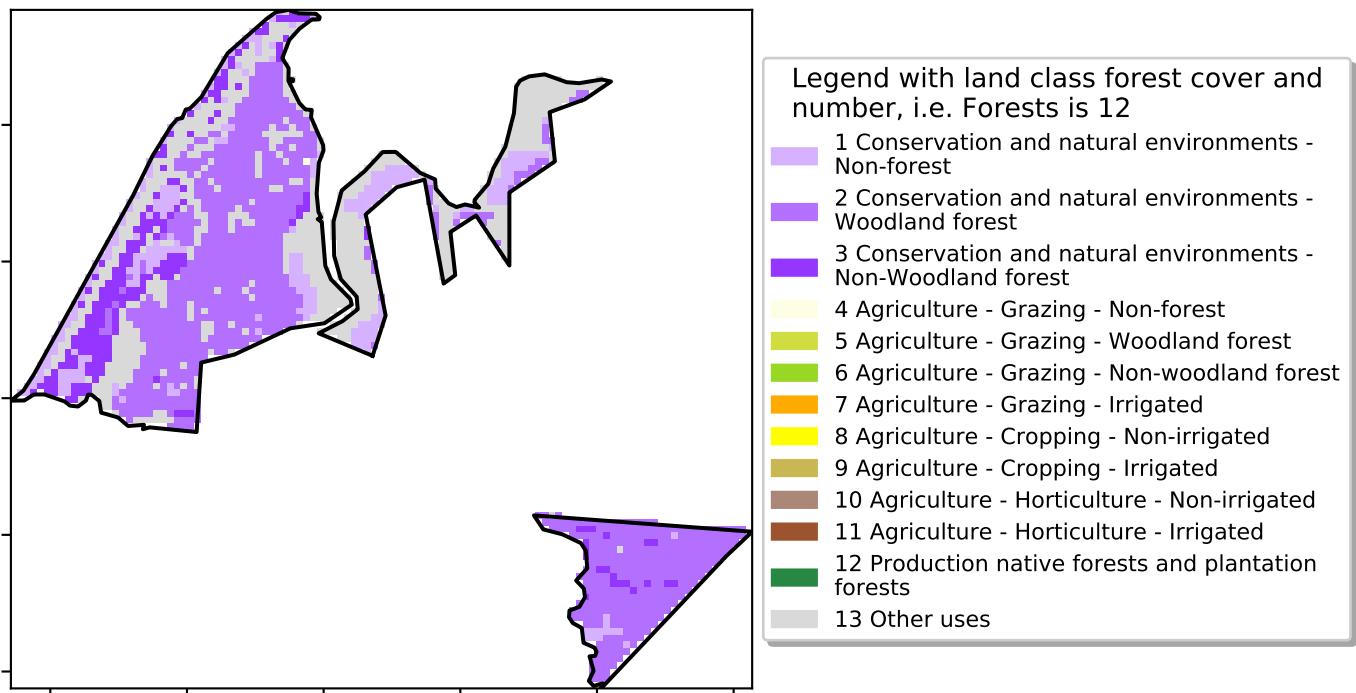 Legend with land class forest cover and
number, i.e. Forests is 12
1 Conservation and natural environments -
Non-forest
2 Conservation and natural environments -
Woodland forest
3 Conservation and natural environments -
Non-Woodland forest
4 Agriculture - Grazing - Non-forest
5 Agriculture - Grazing - Woodland forest
6 Agriculture - Grazing - Non-woodland forest
7 Agriculture - Grazing - Irrigated
8 Agriculture - Cropping - Non-irrigated
9 Agriculture - Cropping - Irrigated
10 Agriculture - Horticulture - Non-irrigated
11 Agriculture - Horticulture - Irrigated
12 Production native forests and plantation
forests
13 Other uses